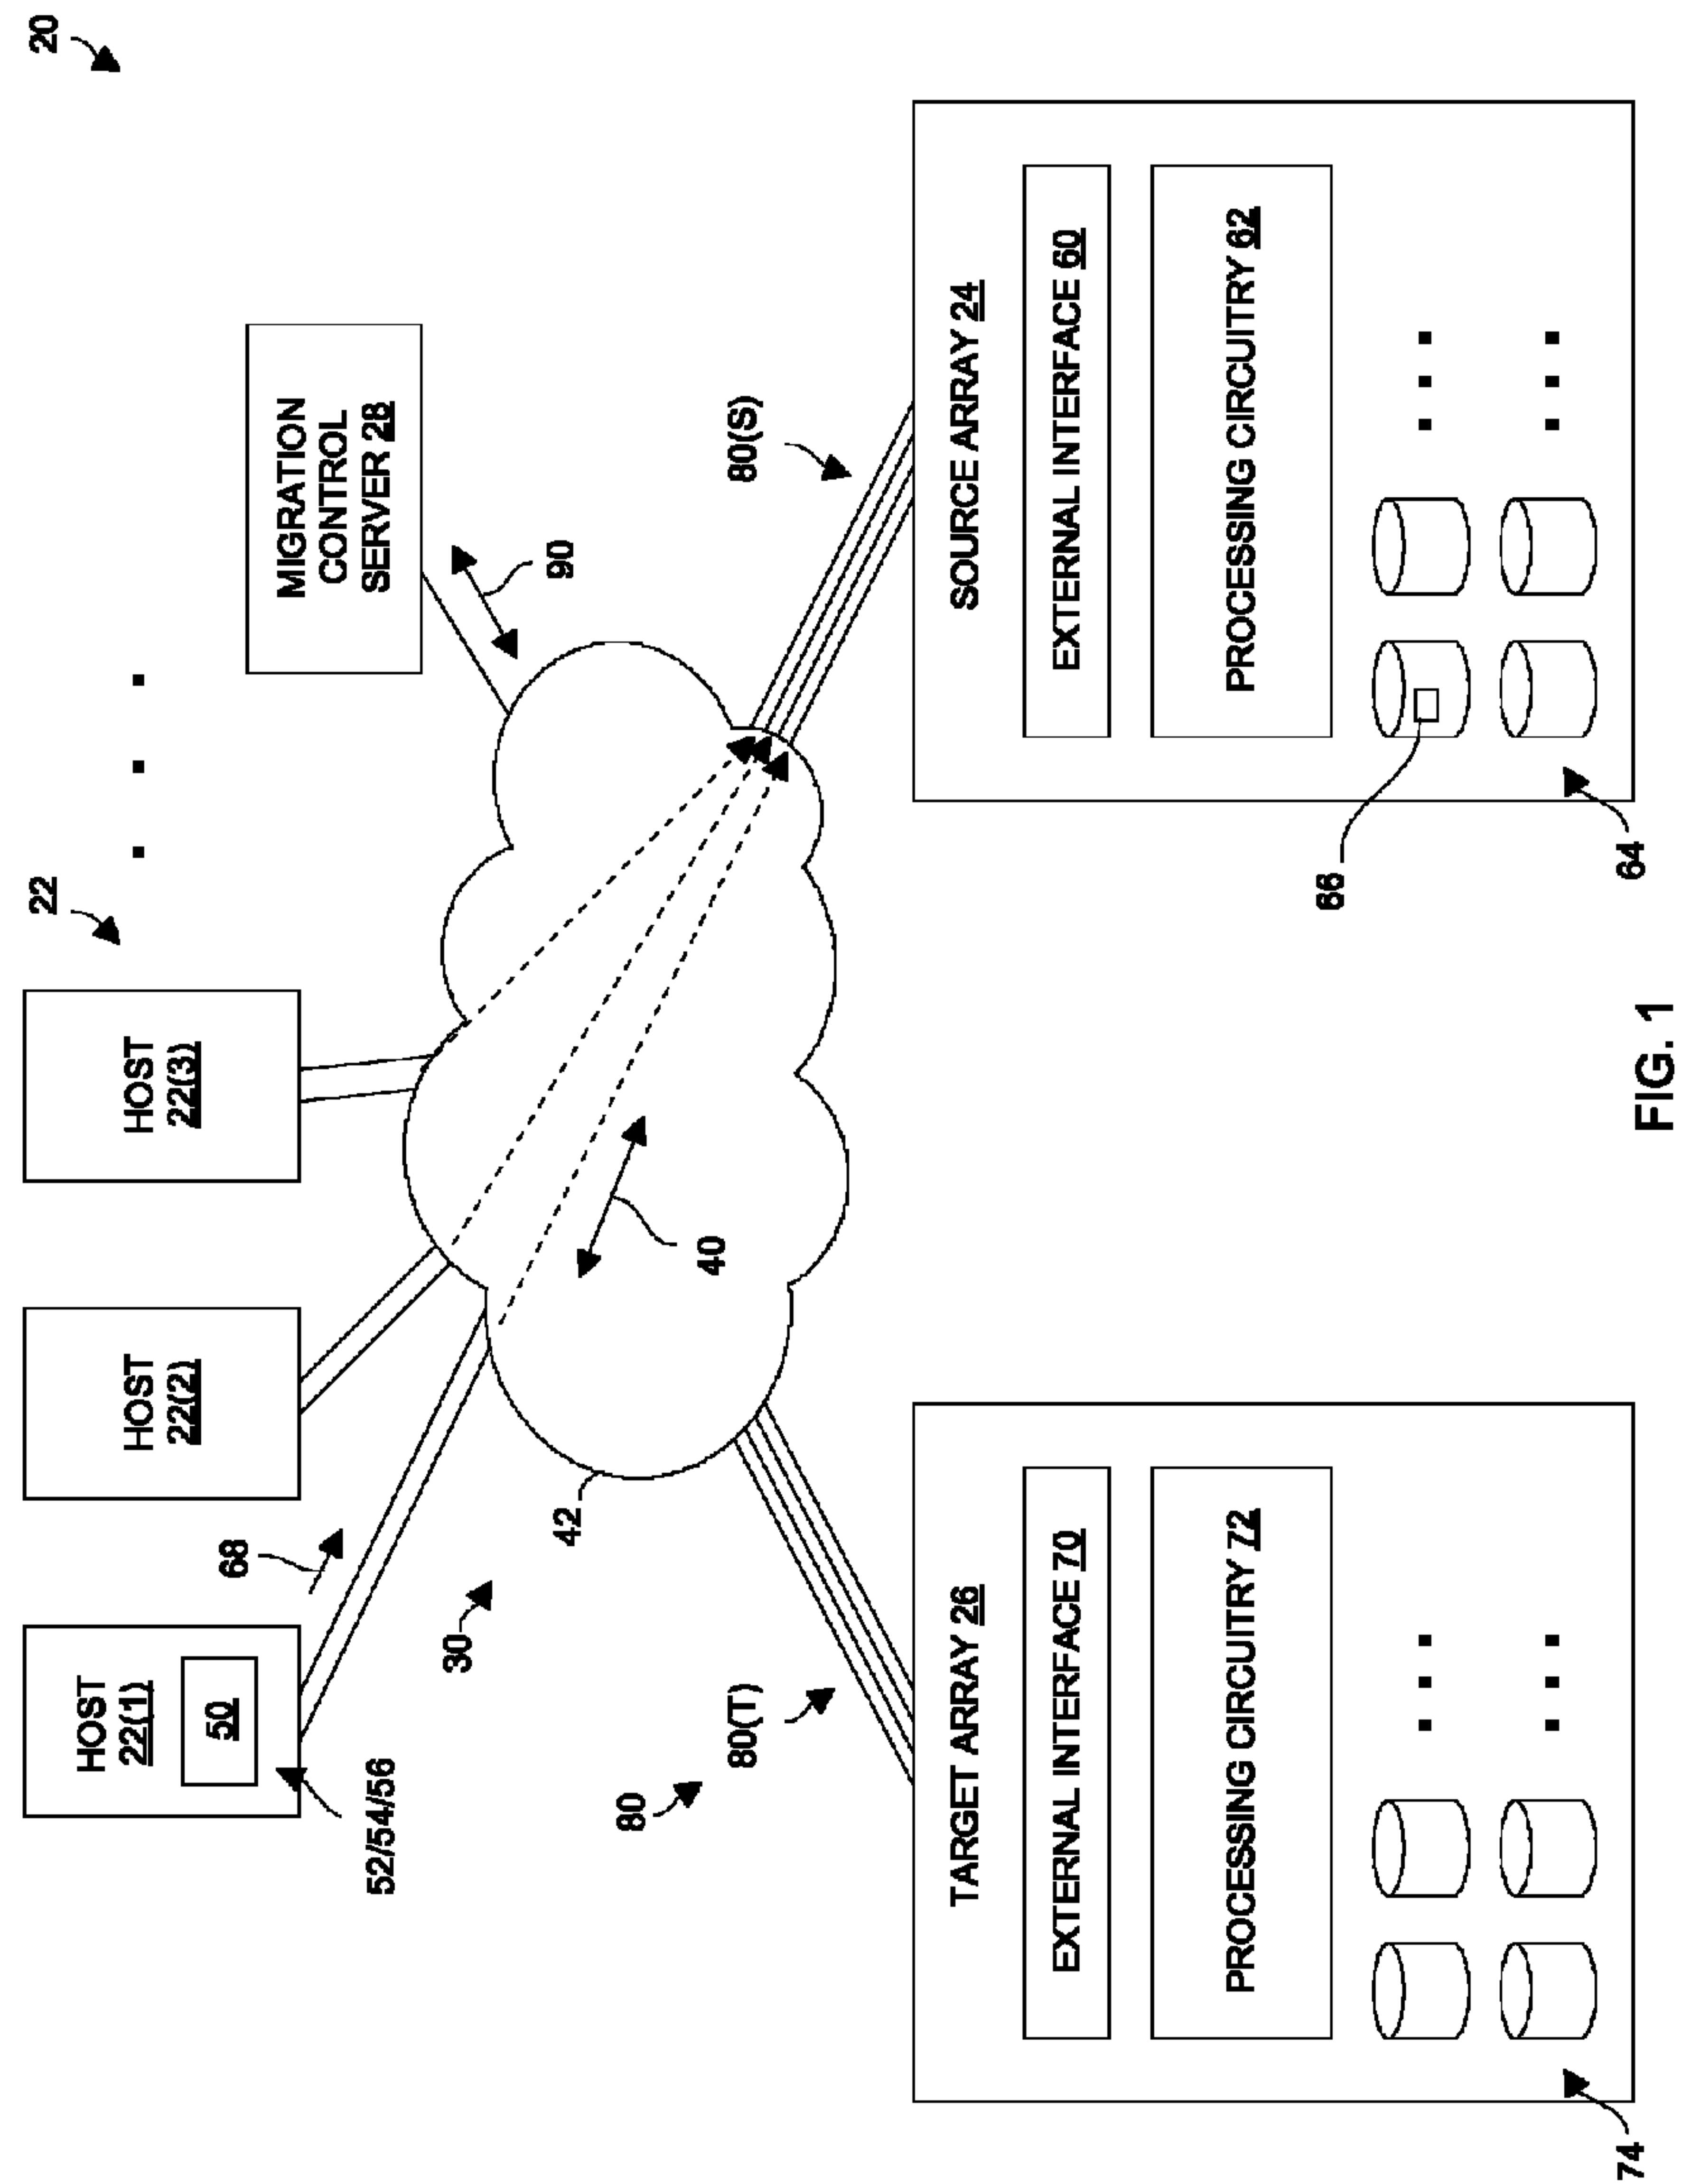 20
22
HOST
22(1)
50
52/54/56
HOST
22(2)
HOST
22(3)
MIGRATION
CONTROL
SERVER 28
68
90
30
42
40
80
80(T)
80(S)
TARGET ARRAY 26
EXTERNAL INTERFACE 70
PROCESSING CIRCUITRY 72
74
SOURCE ARRAY 24
EXTERNAL INTERFACE 60
PROCESSING CIRCUITRY 62
66
64
FIG. 1